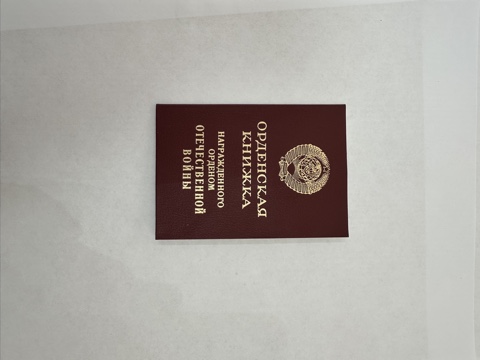 ОРДЕНСКАЯ
КНИЖКА
НАГРАЖДЕННОГО
ОРДЕНОМ
ОТЕЧЕСТВЕННОЙ
ВОЙНЫ